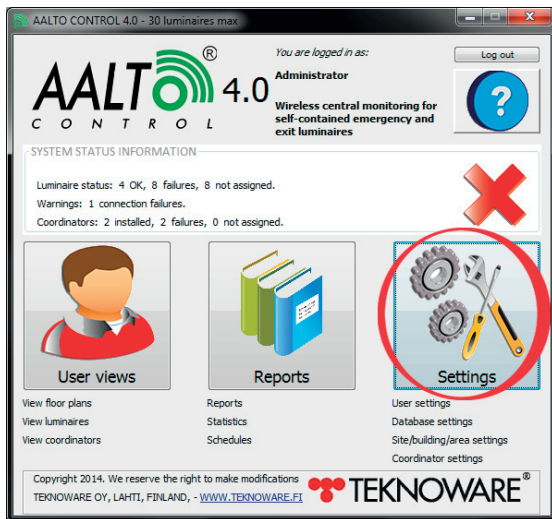 AALTO CONTROL 4.0 - 30 luminaires max
You are logged in as:
Log out
Administrator
AALTO® 4.0
CONTROL
Wireless central monitoring for
self-contained emergency and
exit luminaires
?
SYSTEM STATUS INFORMATION
Luminaire status: 4 OK, 8 failures, 8 not assigned.
Warnings: 1 connection failures.
Coordinators: 2 installed, 2 failures, 0 not assigned.
User views
Reports
Settings
View floor plans
View luminaires
View coordinators
Reports
Statistics
Schedules
User settings
Database settings
Site/building/area settings
Coordinator settings
Copyright 2014. We reserve the right to make modifications
TEKNOWARE OY, LAHTI, FINLAND, - WWW.TEKNOWARE.FI
TEKNOWARE®